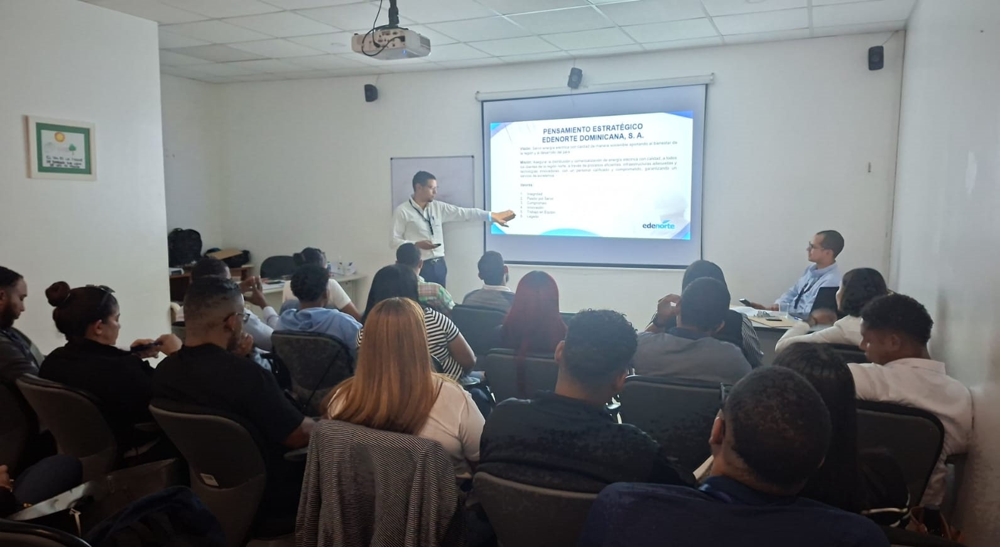 PENSAMIENTO ESTRATÉGICO
EDENORTE DOMINICANA, S. A.
Visión: Servir energía eléctrica con calidad de manera sostenible aportando al bienestar de
la región y al desarrollo del país.
Misión: Asegurar la distribución y comercialización de energía eléctrica con calidad, a todos
los clientes de la región norte, a través de procesos eficientes, infraestructuras adecuadas y
tecnologías innovadoras, con un personal calificado y comprometido, garantizando un
servicio de excelencia.
Valores:
1. Integridad
2. Pasión por Servir
3. Compromiso
4. Innovación
5. Trabajo en Equipo
6. Legado
edenorte